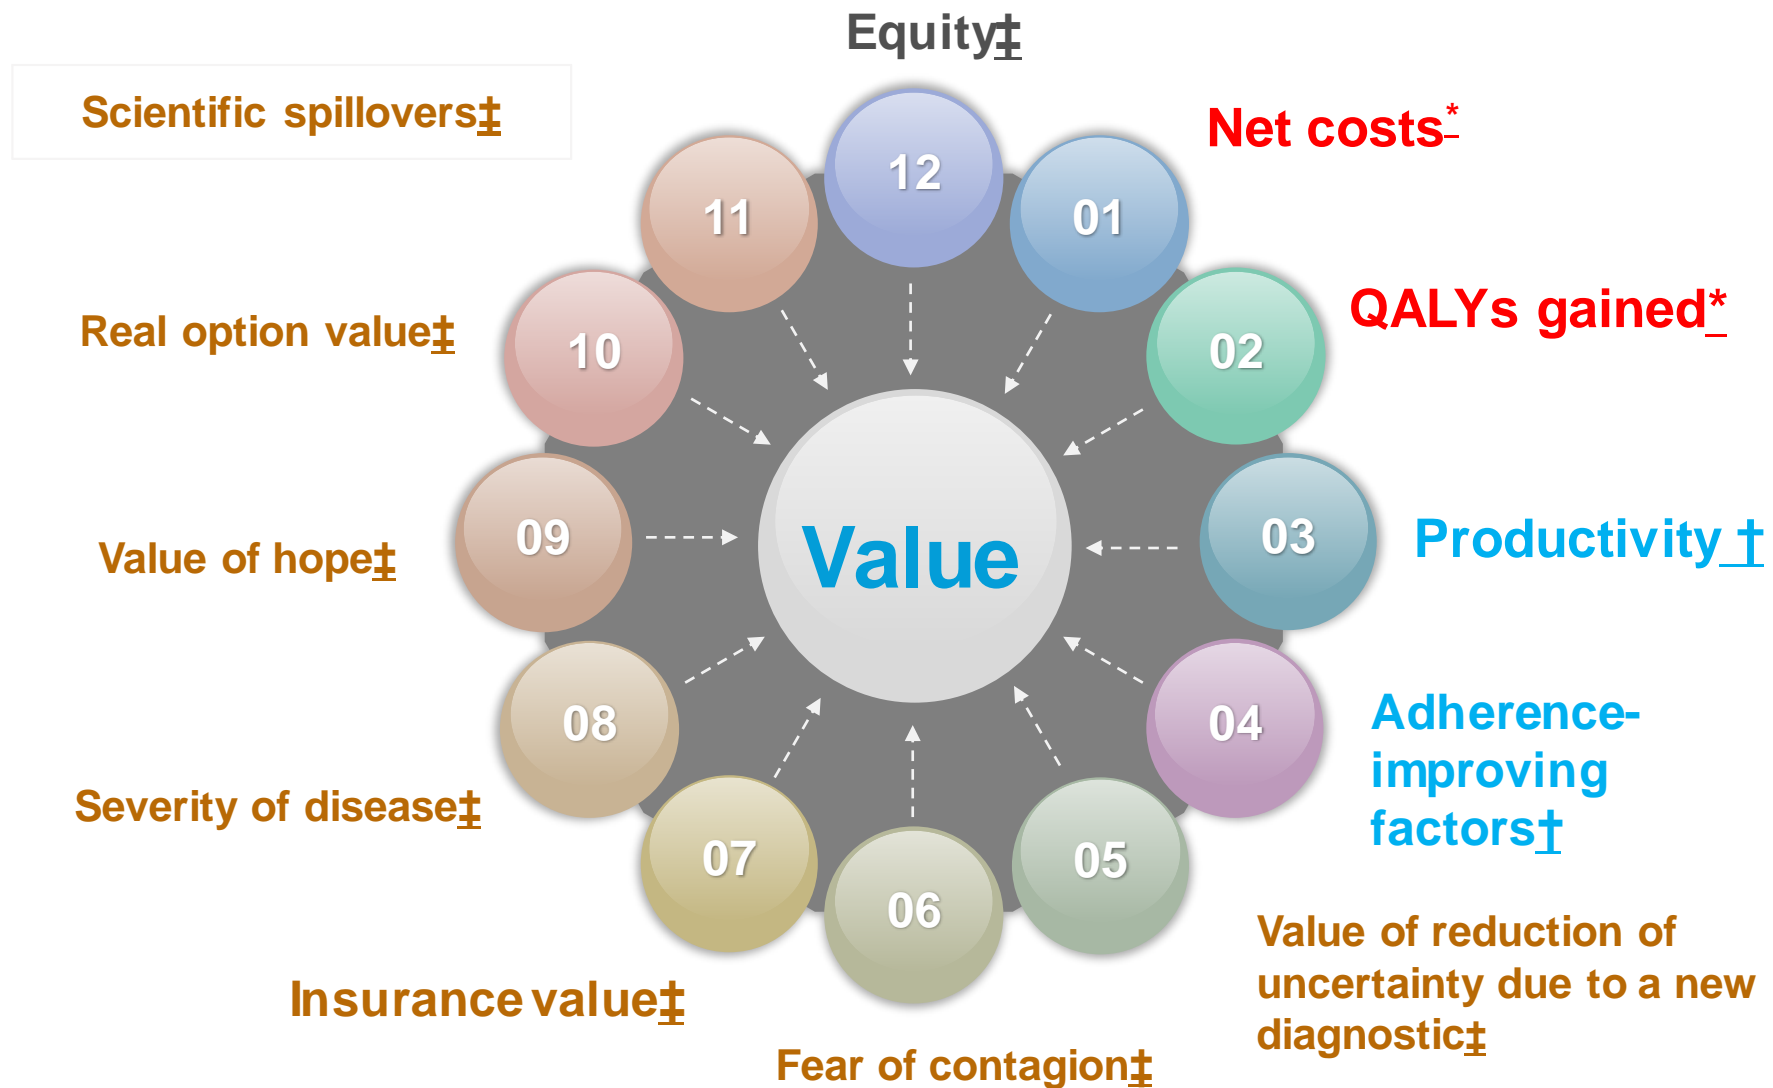 Equity‡
Scientific spillovers‡
Net costs*
12
11
01
QALYs gained*
Real option value‡
10
02
09
03
Value of hope‡
Value
Productivity †
08
04
Adherence-
improving
factors†
Severity of disease‡
07
05
06
Value of reduction of
uncertainty due to a new
diagnostic‡
Insurance value‡
Fear of contagion‡